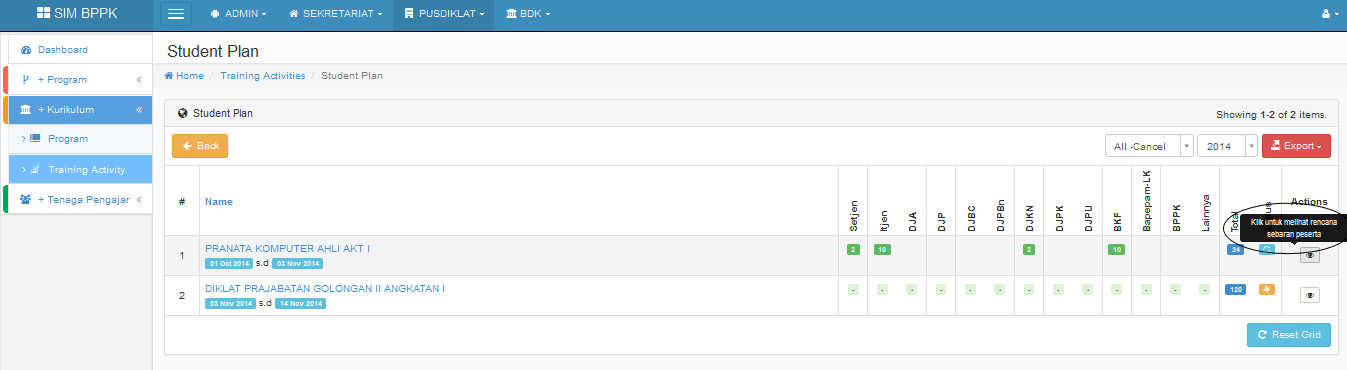 SIM BPPK
ADMIN
SEKRETARIAT
PUSDIKLAT
BDK
Dashboard
+ Program
+ Kurikulum
Program
Training Activity
+ Tenaga Pengajar
Student Plan
Home / Training Activities / Student Plan
Student Plan
Showing 1-2 of 2 items.
Back
All -Cancel
2014
Export
# Name Setjen Itjen DJA DJP DJBC DJPBn DJKN DJPK DJPU BKF Bapepam-LK BPPK Lainnya Total Actions
Klik untuk melihat rencana
sebaran peserta
1 PRANATA KOMPUTER AHLI AKT I 2 10 2 10 24
01 Oct 2014 s.d 03 Nov 2014
2 DIKLAT PRAJABATAN GOLONGAN II ANGKATAN I - - - - - - - - - - - - - 120
03 Nov 2014 s.d 14 Nov 2014
Reset Grid